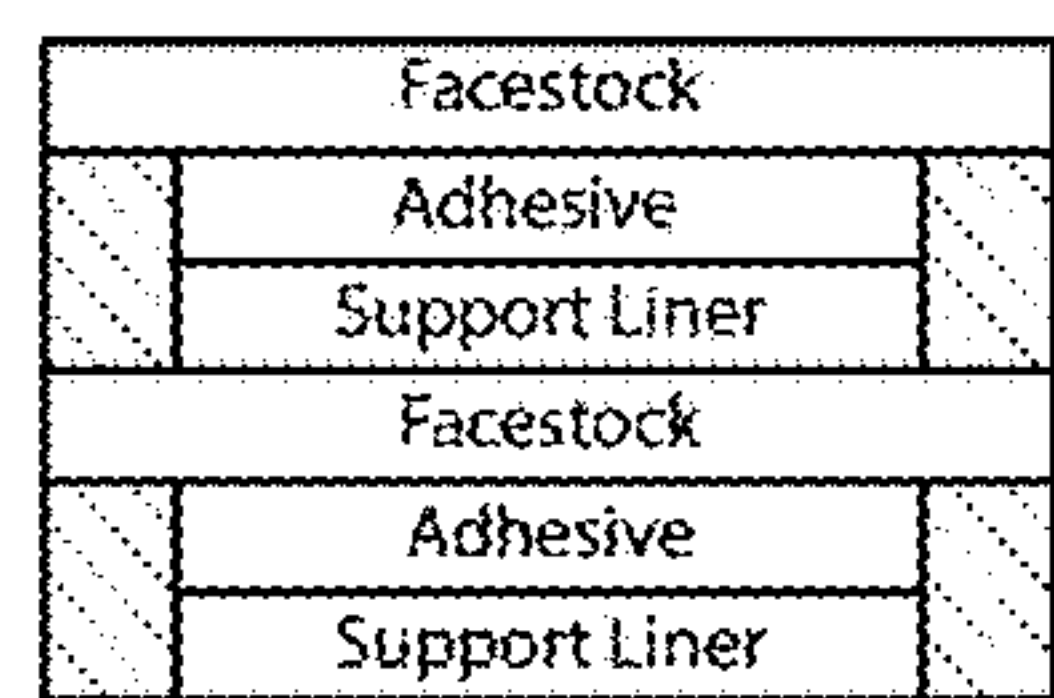 Facestock
Adhesive
Support Liner
Facestock
Adhesive
Support Liner